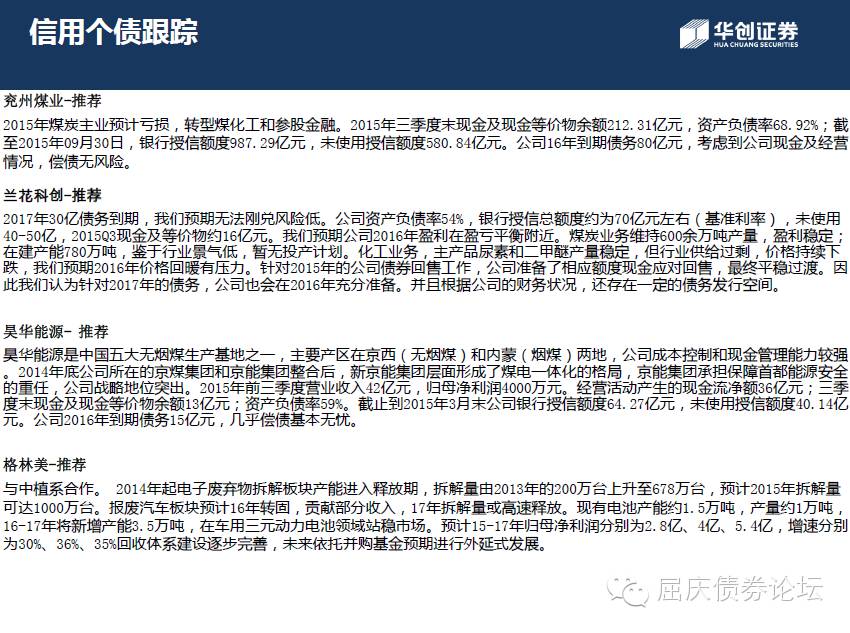 信用个债跟踪
华创证券
HUA CHUANG SECURITIES
兖州煤业-推荐
2015年煤炭主业预计亏损，转型煤化工和参股金融。2015年三季度末现金及现金等价物余额212.31亿元，资产负债率68.92%；截
至2015年09月30日，银行授信额度987.29亿元，未使用授信额度580.84亿元。公司16年到期债务80亿元，考虑到公司现金及经营
情况，偿债无风险。
兰花科创-推荐
2017年30亿债务到期，我们预期无法刚兑风险低。公司资产负债率54%，银行授信总额度约为70亿元左右（基准利率），未使用
40-50亿，2015Q3现金及等价物约16亿元。我们预期公司2016年盈利在盈亏平衡附近。煤炭业务维持600余万吨产量，盈利稳定；
在建产能780万吨，鉴于行业景气低，暂无投产计划。化工业务，主产品尿素和二甲醚产量稳定，但行业供给过剩，价格持续下
跌，我们预期2016年价格回暖有压力。针对2015年的公司债券回售工作，公司准备了相应额度现金应对回售，最终平稳过渡。因
此我们认为针对2017年的债务，公司也会在2016年充分准备。并且根据公司的财务状况，还存在一定的债务发行空间。
昊华能源- 推荐
昊华能源是中国五大无烟煤生产基地之一，主要产区在京西（无烟煤）和内蒙（烟煤）两地，公司成本控制和现金管理能力较强
。2014年底公司所在的京煤集团和京能集团整合后，新京能集团层面形成了煤电一体化的格局，京能集团承担保障首都能源安全
的重任，公司战略地位突出。2015年前三季度营业收入42亿元，归母净利润4000万元。经营活动产生的现金流净额36亿元；三季
度末现金及现金等价物余额13亿元；资产负债率59%。截止到2015年3月末公司银行授信额度64.27亿元，未使用授信额度40.14亿
元。公司2016年到期债务15亿元，几乎偿债基本无忧。
格林美-推荐
与中植系合作。 2014年起电子废弃物拆解板块产能进入释放期，拆解量由2013年的200万台上升至678万台，预计2015年拆解量
可达1000万台。报废汽车板块预计16年转固，贡献部分收入，17年拆解量或高速释放。现有电池产能约1.5万吨，产量约1万吨，
16-17年将新增产能3.5万吨，在车用三元动力电池领域站稳市场。预计15-17年归母净利润分别为2.8亿、4亿、5.4亿，增速分别
为30%、36%、35%回收体系建设逐步完善，未来依托并购基金预期进行外延式发展。
屈庆债券论坛